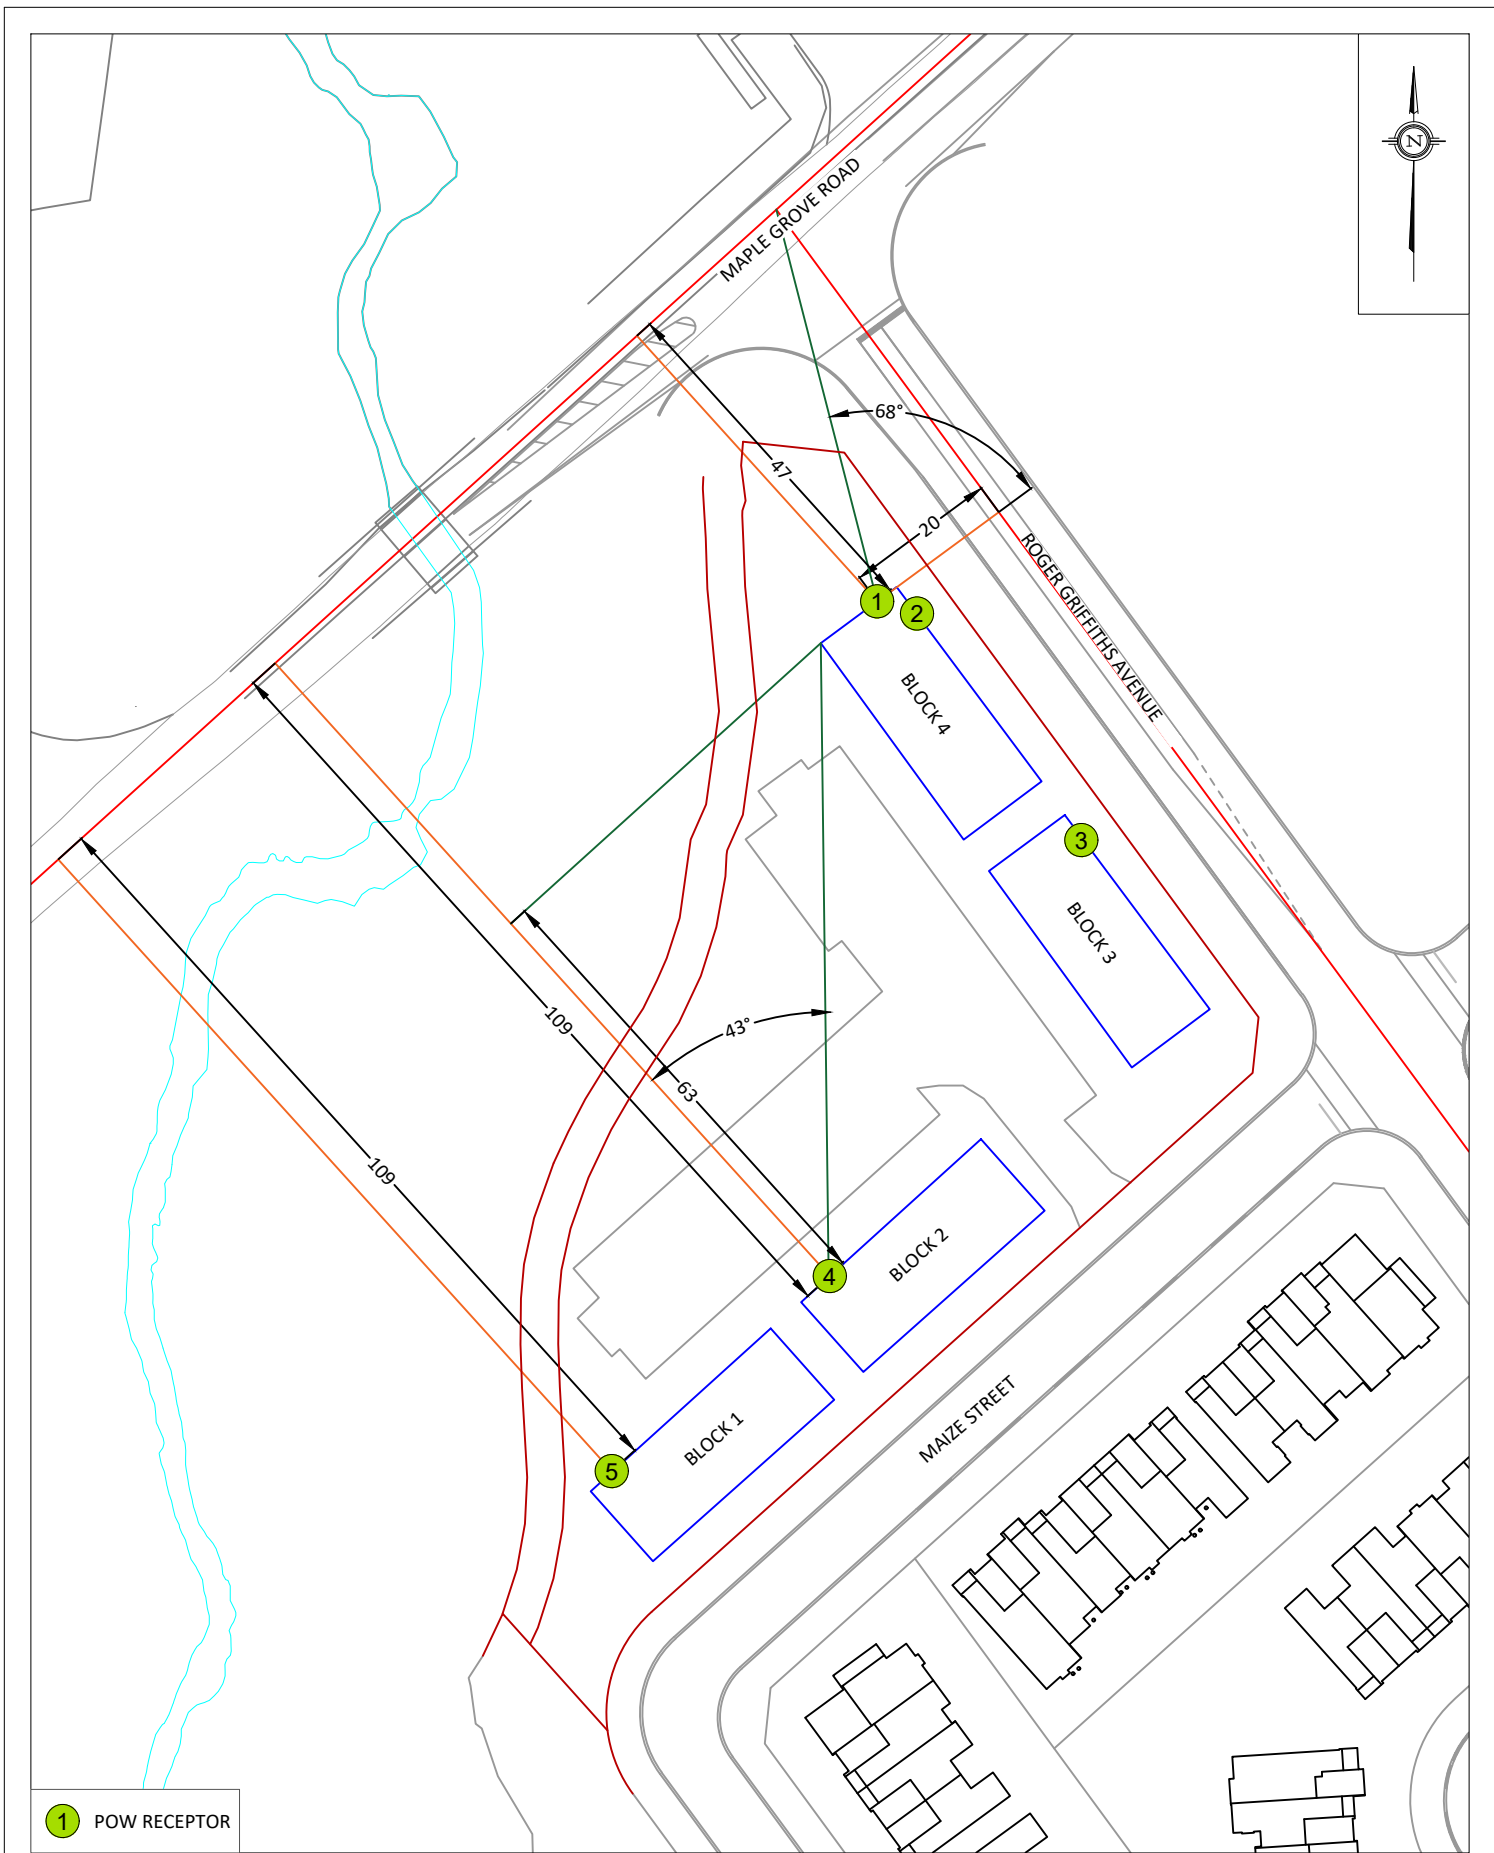 N
MAPLE GROVE ROAD
68°
47
20
ROGER GRIFFITHS AVENUE
1
2
BLOCK 4
3
BLOCK 3
109
43°
63
109
4
BLOCK 2
5
BLOCK 1
MAIZE STREET
1 POW RECEPTOR